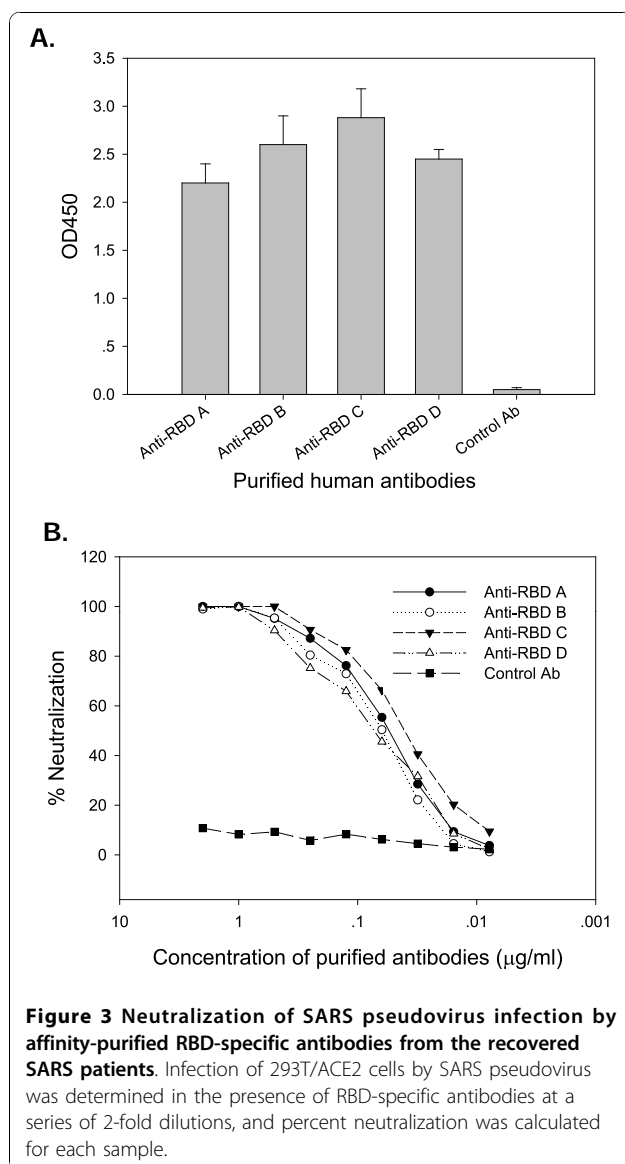 A.
3.5
3.0
2.5
2.0
1.5
1.0
.5
0.0
OD450
Anti-RBD A
Anti-RBD B
Anti-RBD C
Anti-RBD D
Control Ab
Purified human antibodies
B.
120
100
80
60
40
20
0
% Neutralization
Anti-RBD A
Anti-RBD B
Anti-RBD C
Anti-RBD D
Control Ab
10
1
.1
.01
.001
Concentration of purified antibodies (μg/ml)
Figure 3 Neutralization of SARS pseudovirus infection by
affinity-purified RBD-specific antibodies from the recovered
SARS patients. Infection of 293T/ACE2 cells by SARS pseudovirus
was determined in the presence of RBD-specific antibodies at a
series of 2-fold dilutions, and percent neutralization was calculated
for each sample.